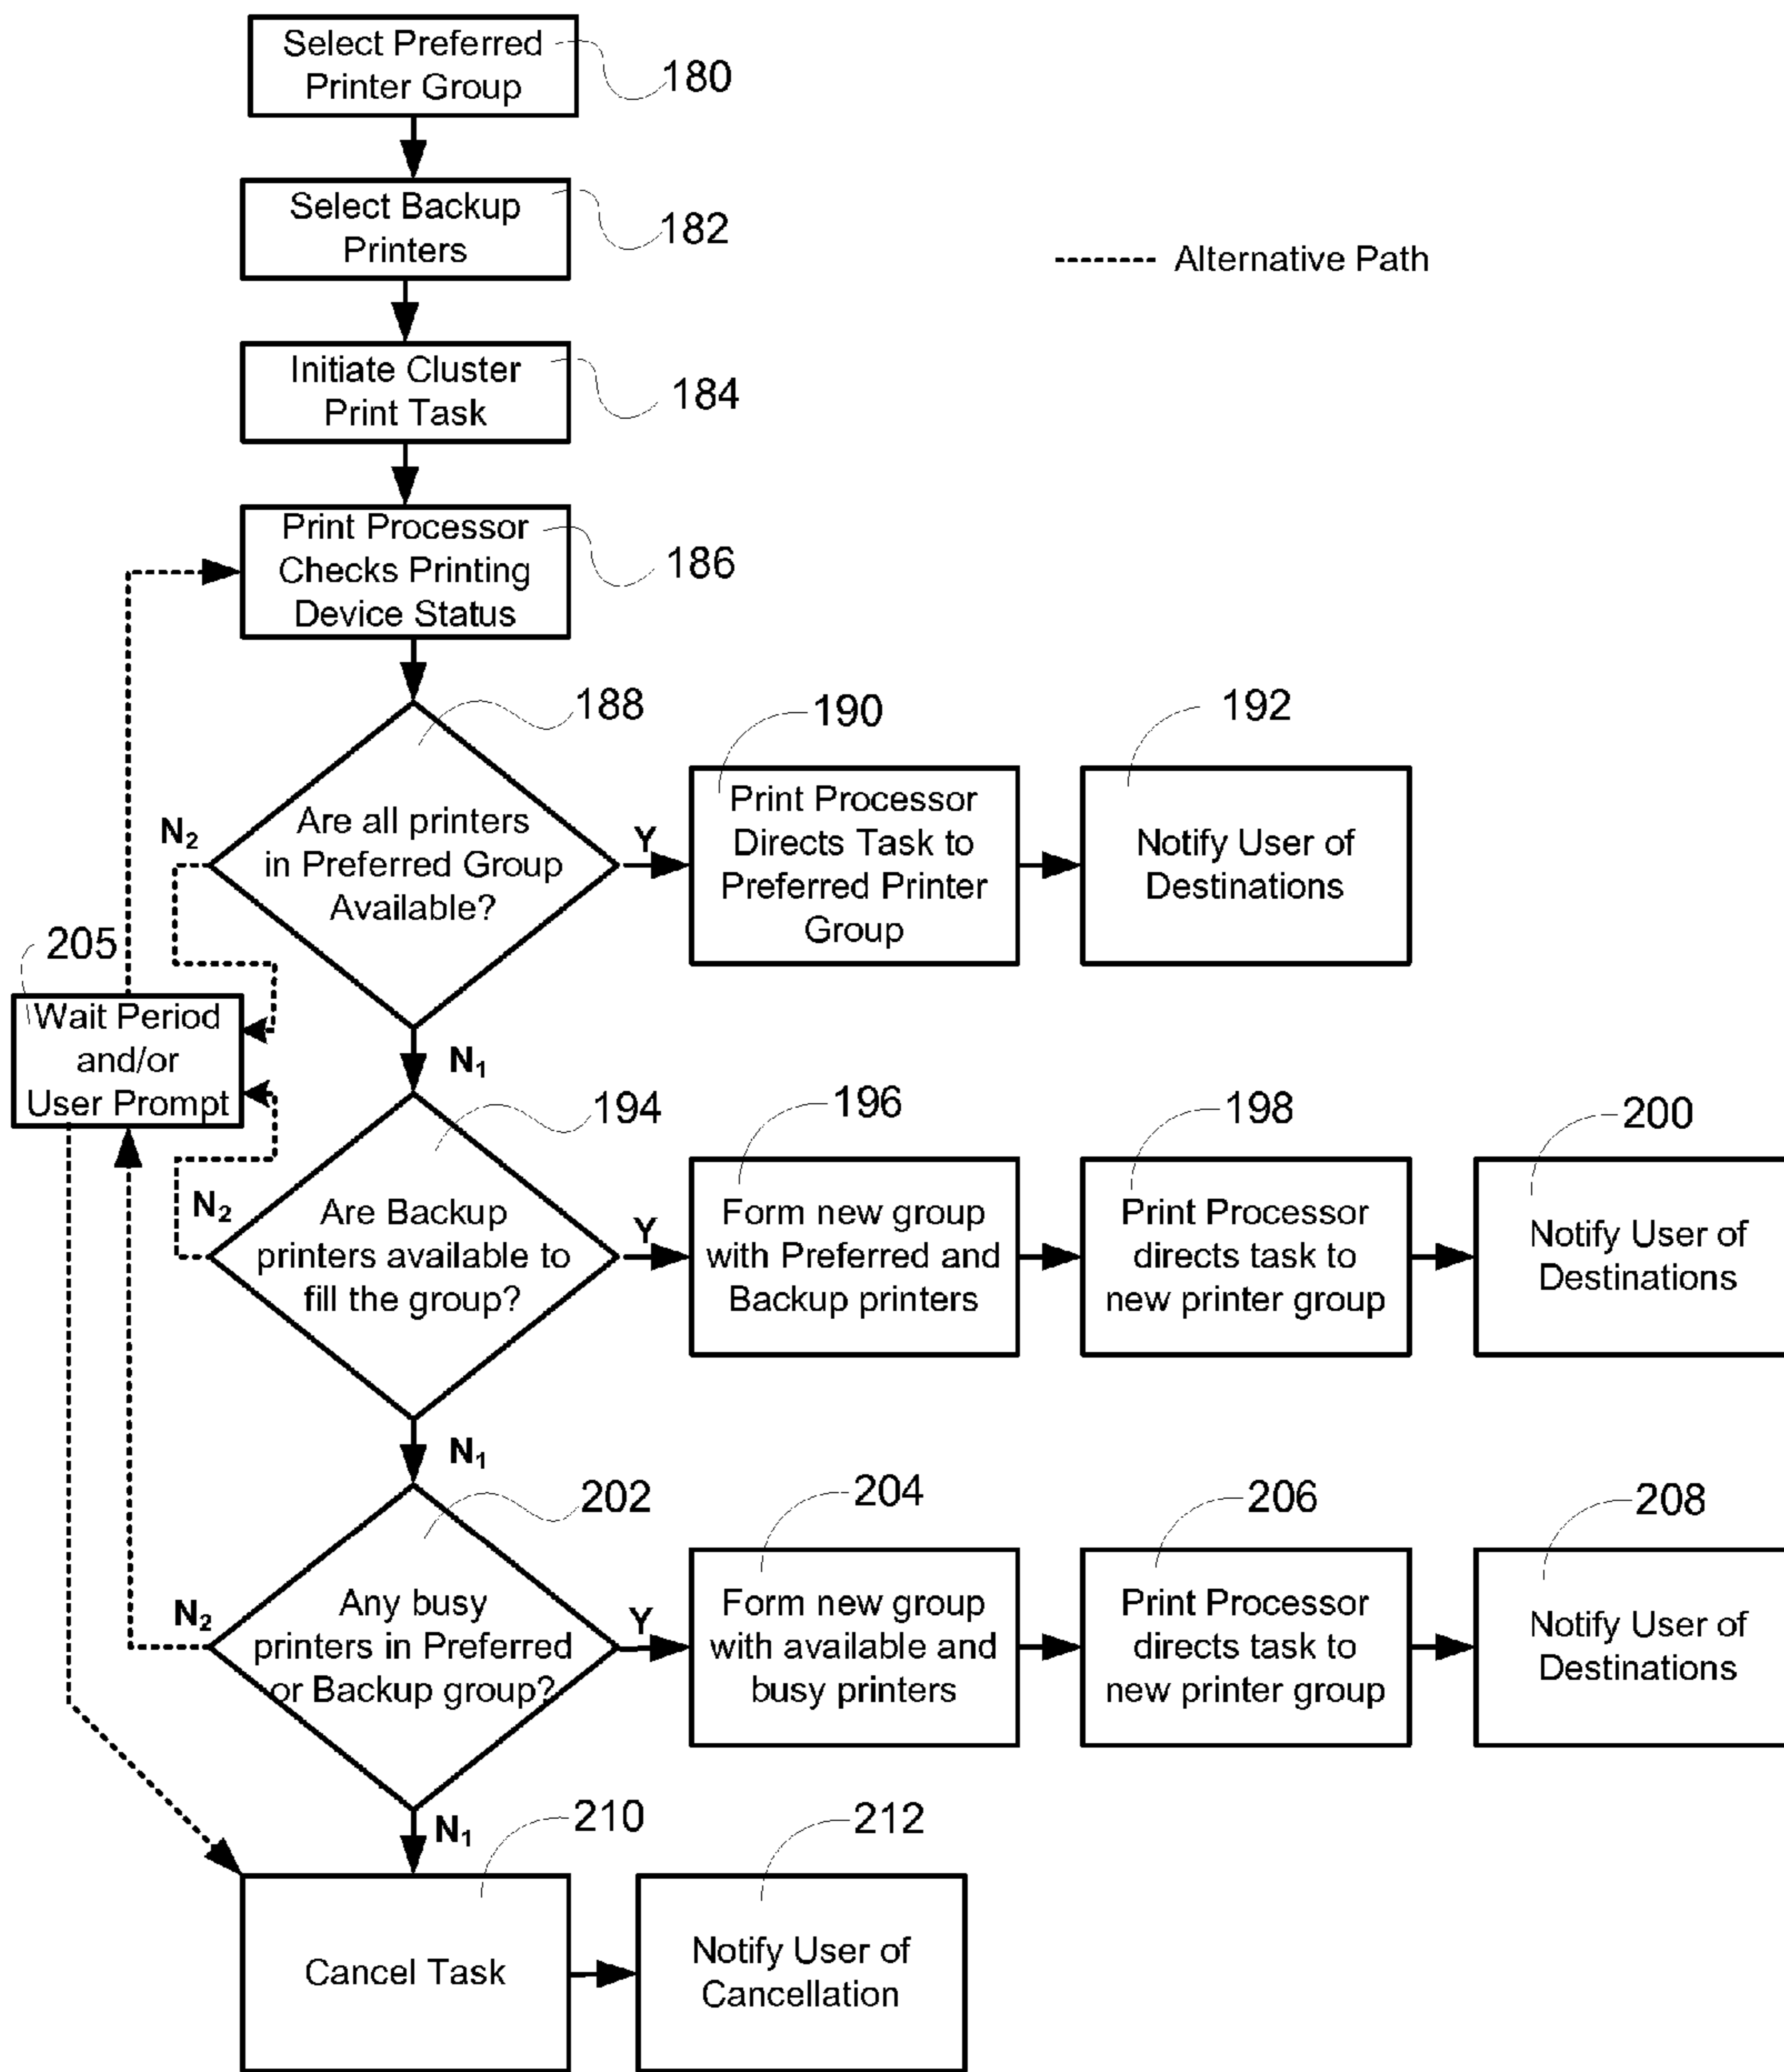 Select Preferred
Printer Group
180
Select Backup
Printers
182
Alternative Path
Initiate Cluster
Print Task
184
Print Processor
Checks Printing
Device Status
186
188
190
192
Are all printers
in Preferred Group
Available?
N2
Y
Print Processor
Directs Task to
Preferred Printer
Group
Notify User of
Destinations
205
Wait Period
and/or
User Prompt
N1
194
196
198
200
Are Backup
printers available to
fill the group?
N2
Y
Form new group
with Preferred and
Backup printers
Print Processor
directs task to
new printer group
Notify User of
Destinations
N1
202
204
206
208
Any busy
printers in Preferred
or Backup group?
N2
Y
Form new group
with available and
busy printers
Print Processor
directs task to
new printer group
Notify User of
Destinations
N1
210
212
Cancel Task
Notify User of
Cancellation